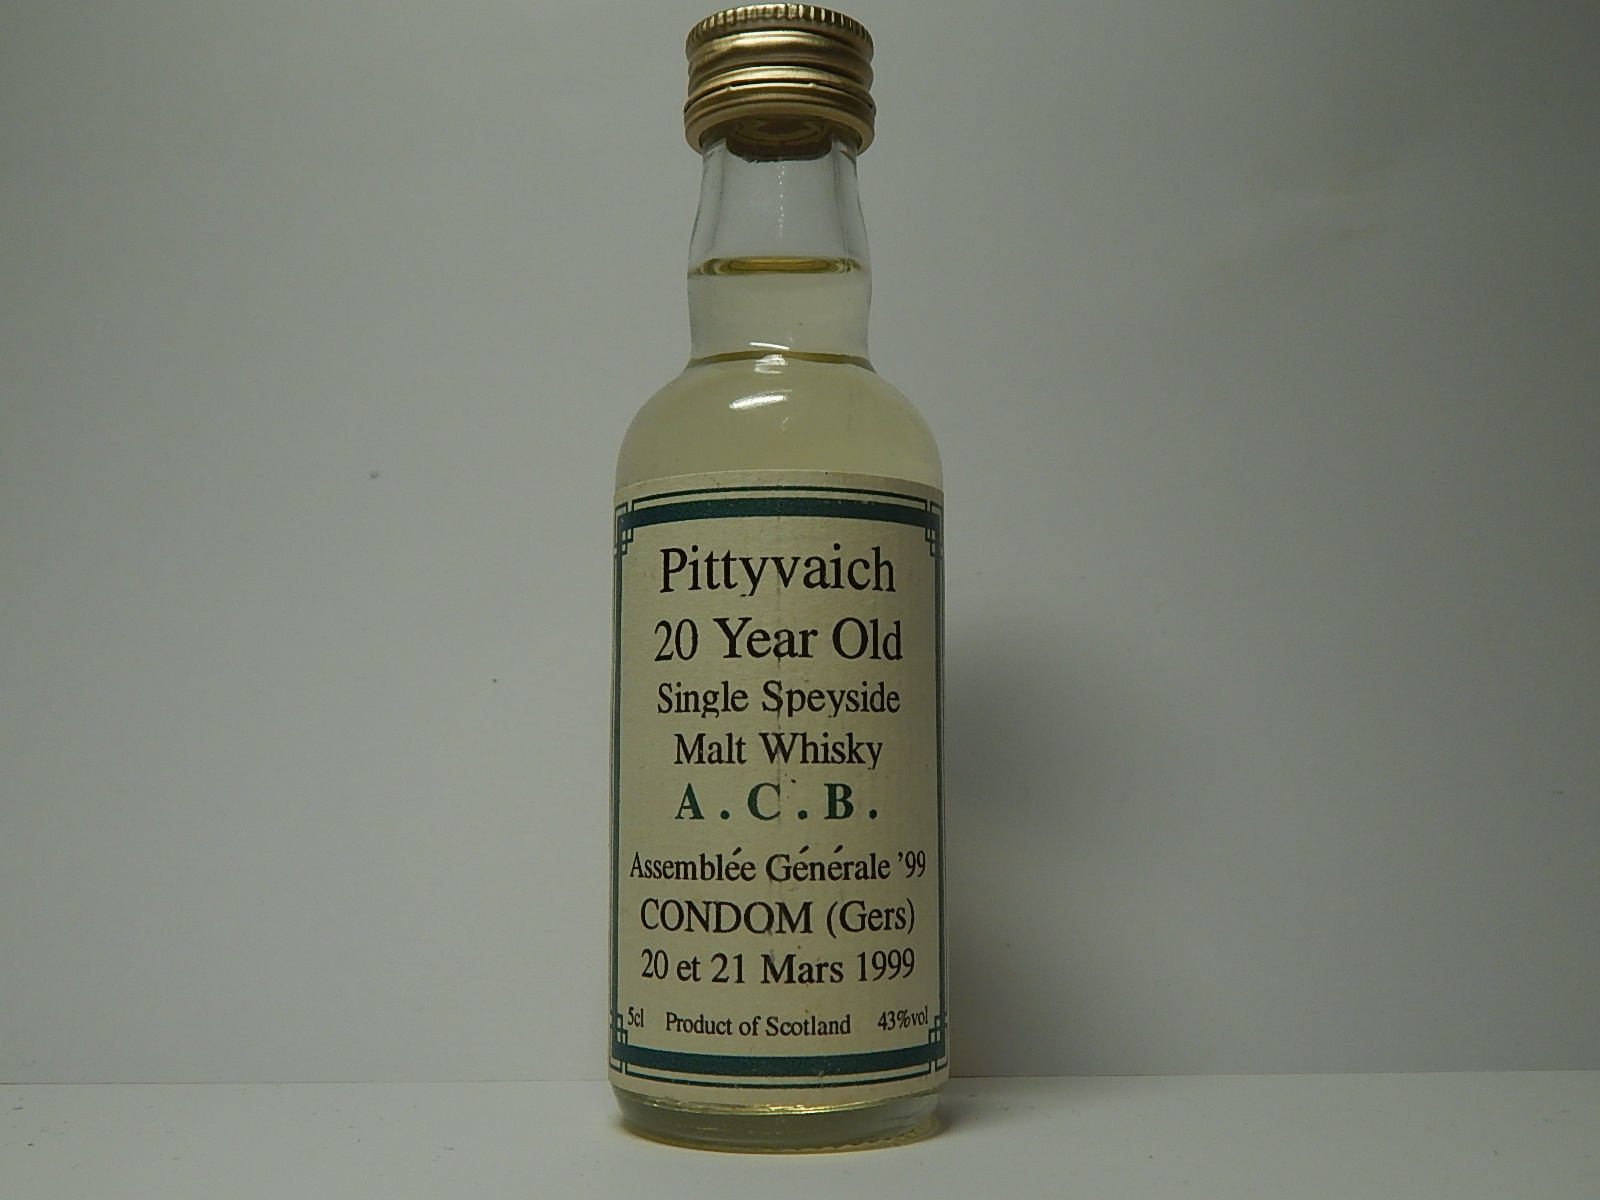 Pittyvaich
20 Year Old
Single Speyside
Malt Whisky
A.C.B.
Assemblée Générale '99
CONDOM (Gers)
20 et 21 Mars 1999
5cl Product of Scotland 43%vol